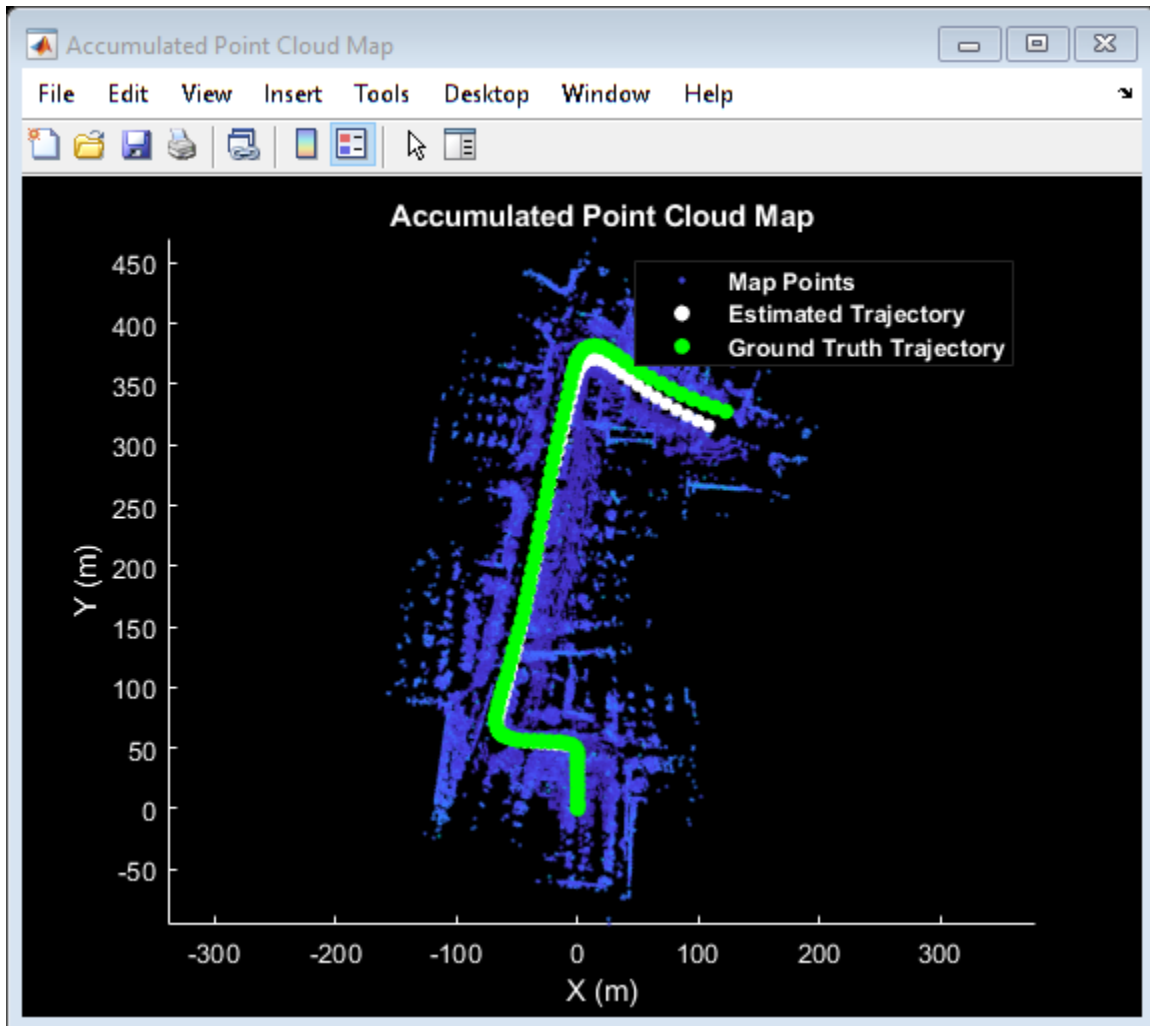 Accumulated Point Cloud Map
File Edit View Insert Tools Desktop Window Help
Accumulated Point Cloud Map
Map Points
Estimated Trajectory
Ground Truth Trajectory
450
400
350
300
250
200
150
100
50
0
-50
Y (m)
-300 -200 -100 0 100 200 300
X (m)